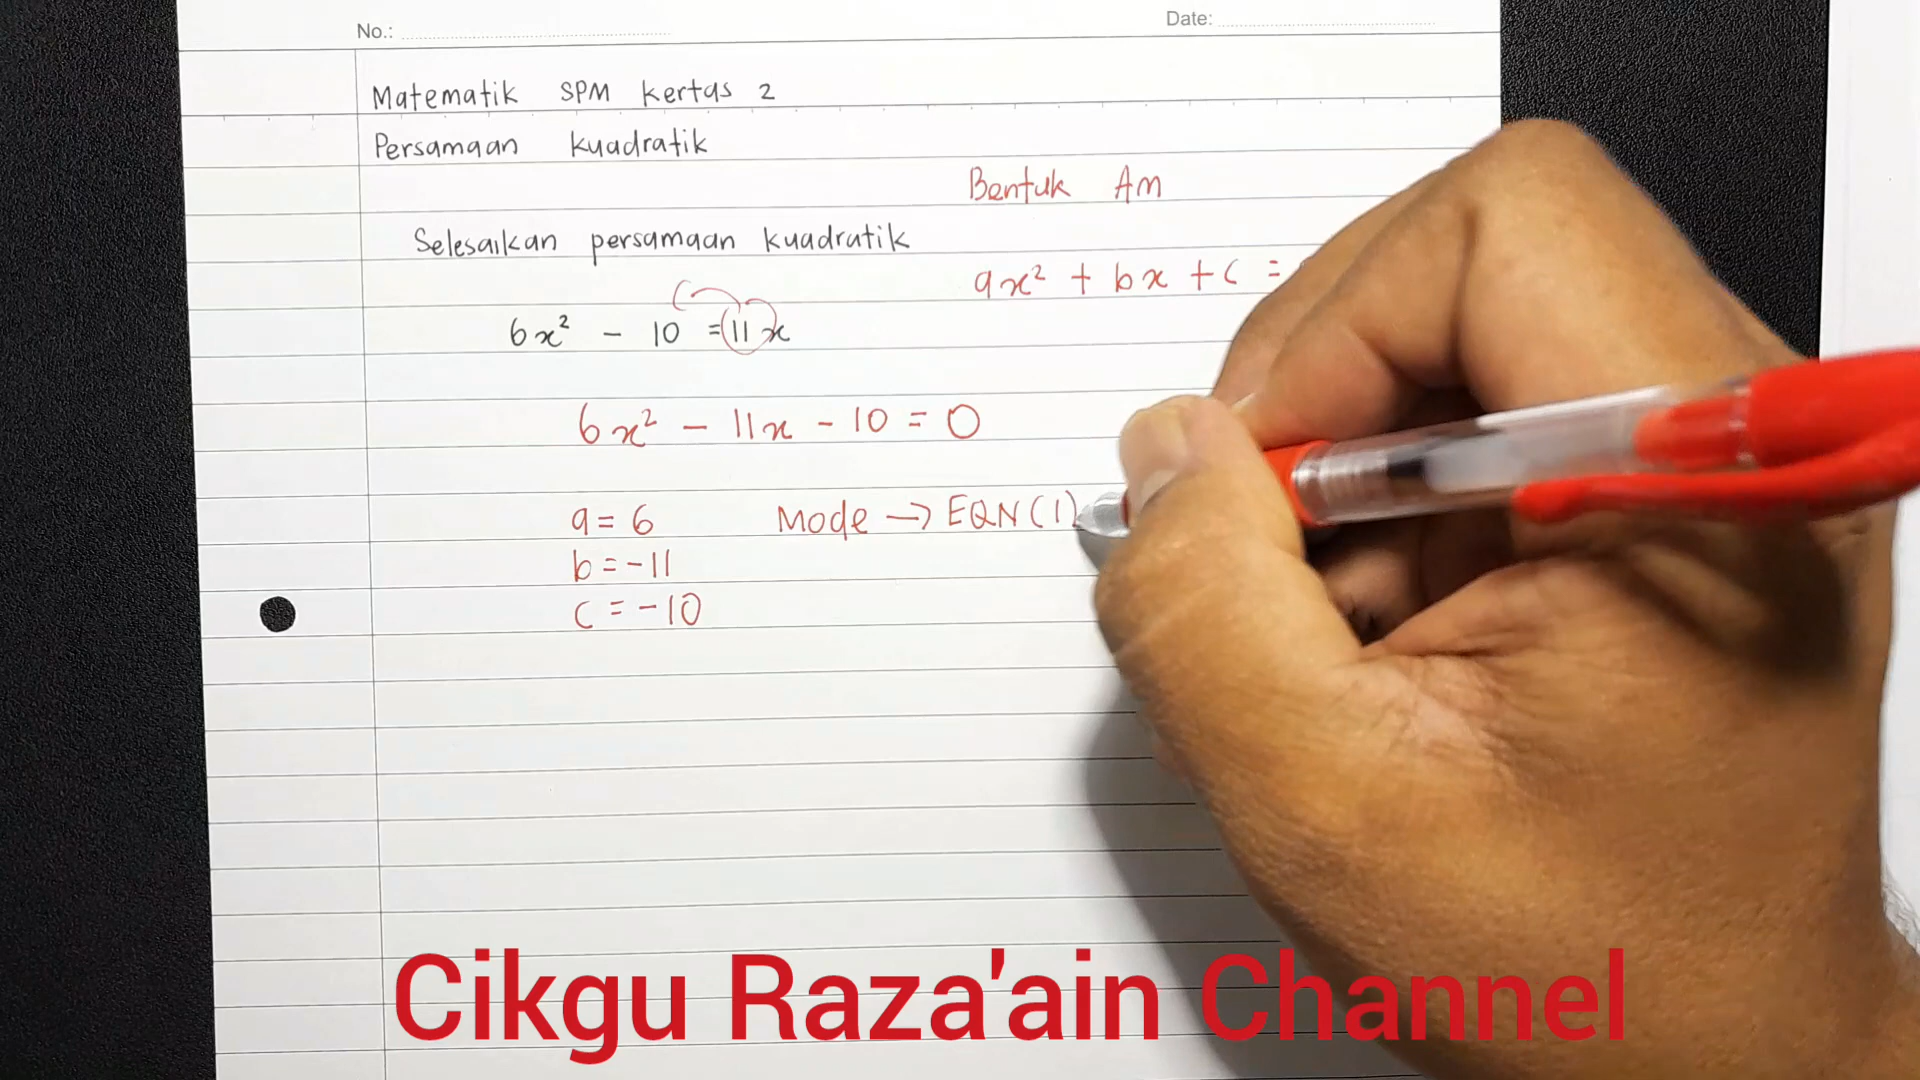 No.: Date:
Matematik SPM kertas 2
Persamaan kuadratik
Bentuk Am
Selesaikan persamaan kuadratik
ax² + bx + c =
6x² - 10 = 11x
6x² - 11x - 10 = 0
a = 6 Mode → EQN (1)
b = -11
c = -10
Cikgu Raza'ain Channel